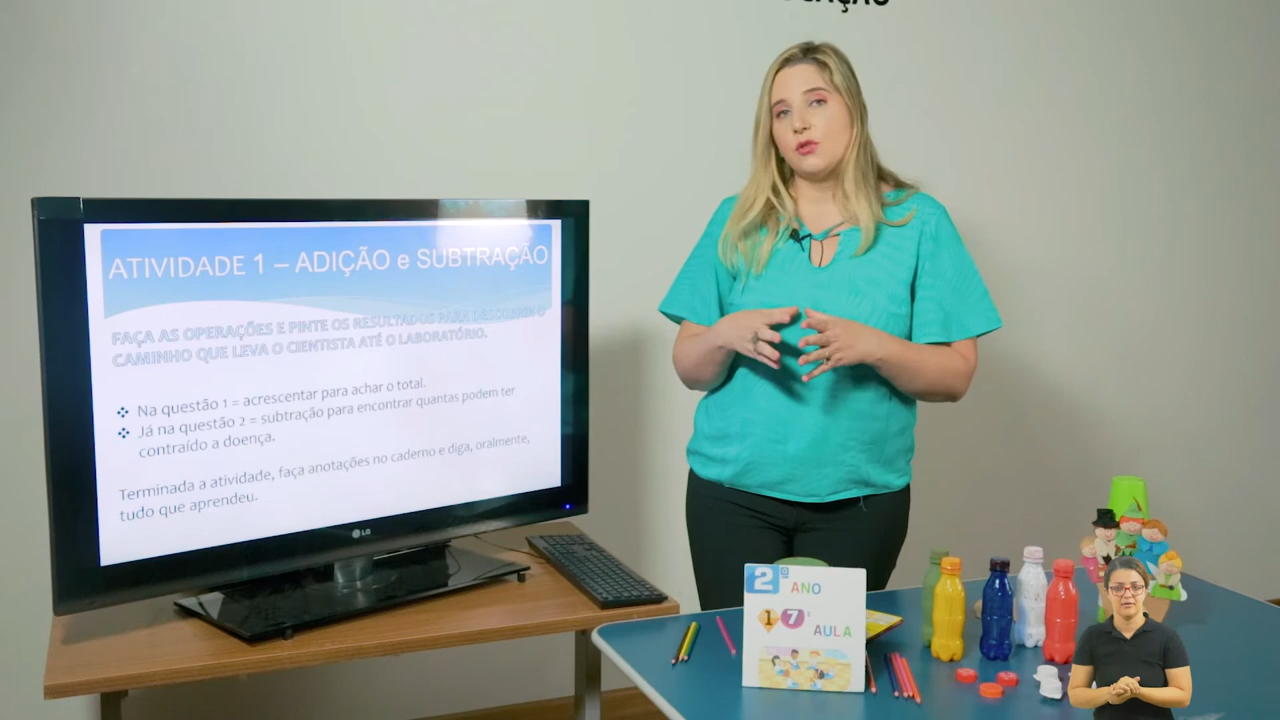 ATIVIDADE 1 – ADIÇÃO e SUBTRAÇÃO
FAÇA AS OPERAÇÕES E PINTE OS RESULTADOS PARA DESCOBRIR O
CAMINHO QUE LEVA O CIENTISTA ATÉ O LABORATÓRIO.
Na questão 1 = acrescentar para achar o total.
Já na questão 2 = subtração para encontrar quantas podem ter
contraído a doença.
Terminada a atividade, faça anotações no caderno e diga, oralmente,
tudo que aprendeu.
LG
2º ANO
17ª
AULA